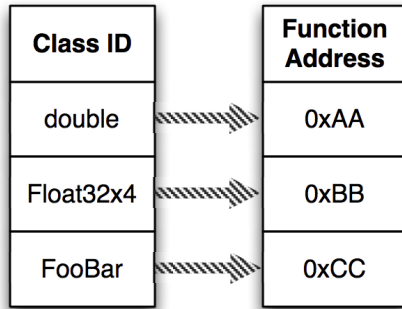 Class ID
Function
Address
double
0xAA
Float32x4
0xBB
FooBar
0xCC